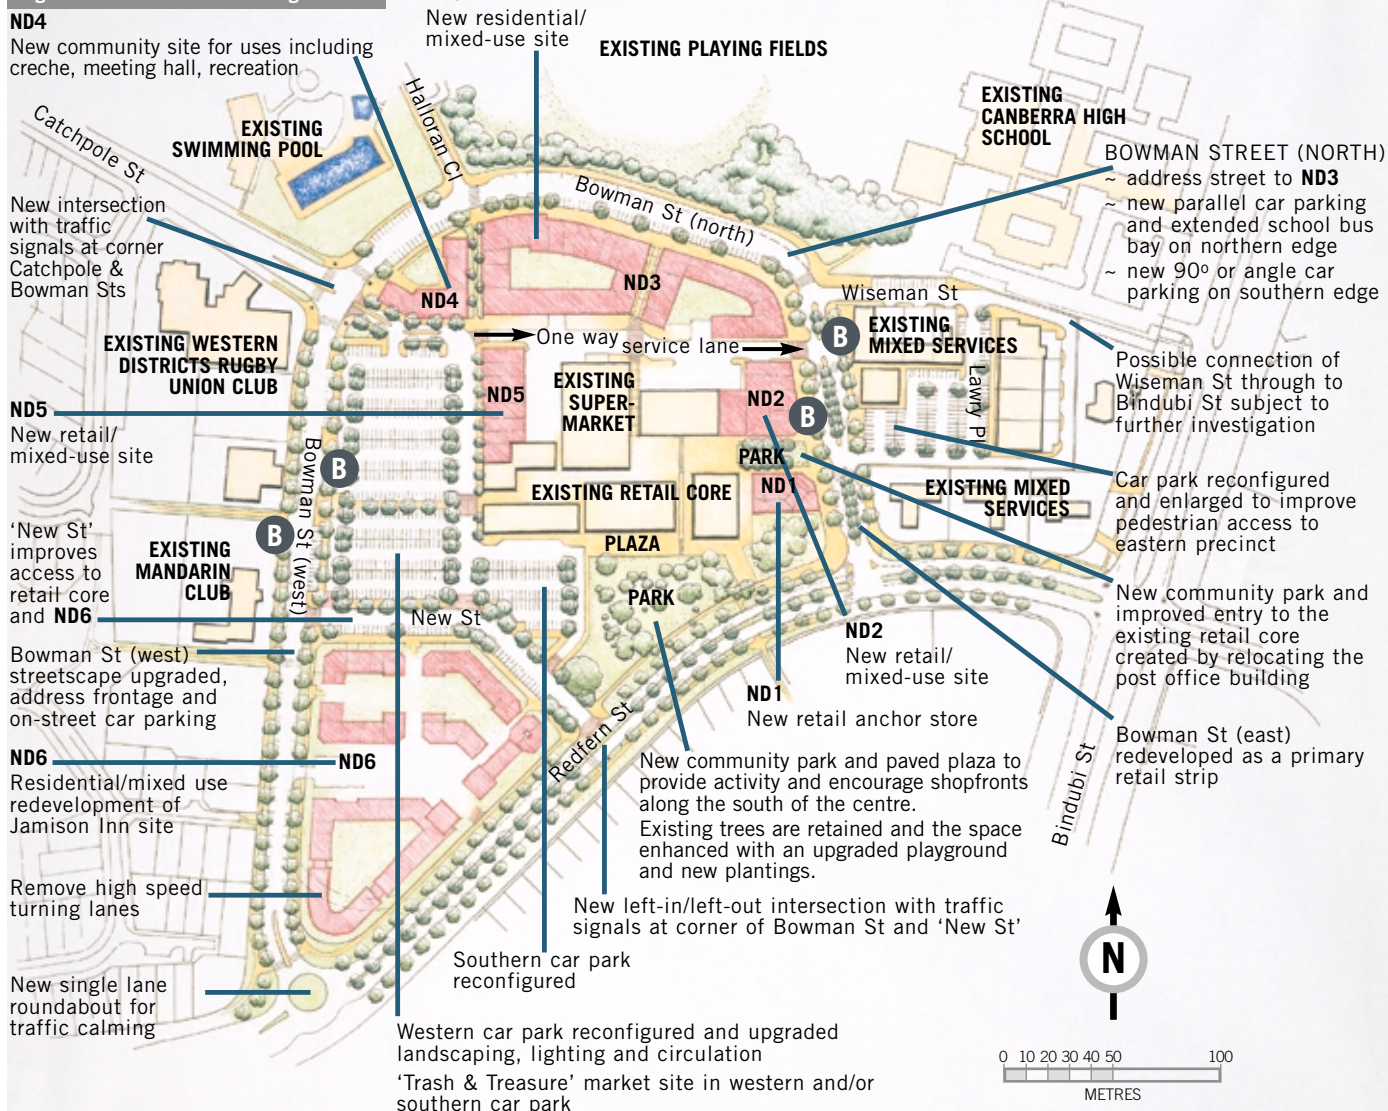 ND4
New community site for uses including
creche, meeting hall, recreation
New residential/
mixed-use site
EXISTING PLAYING FIELDS
EXISTING
CANBERRA HIGH
SCHOOL
BOWMAN STREET (NORTH)
~ address street to ND3
~ new parallel car parking
and extended school bus
bay on northern edge
~ new 90º or angle car
parking on southern edge
Catchpole St
EXISTING
SWIMMING POOL
Halloran Cl
Bowman St (north)
New intersection
with traffic
signals at corner
Catchpole &
Bowman Sts
ND4
ND3
Wiseman St
EXISTING WESTERN
DISTRICTS RUGBY
UNION CLUB
One way
service lane
B
EXISTING
MIXED SERVICES
Possible connection of
Wiseman St through to
Bindubi St subject to
further investigation
ND5
New retail/
mixed-use site
ND5
EXISTING
SUPER-
MARKET
ND2
B
Lawry Pl
Bowman St (west)
B
PARK
Car park reconfigured
and enlarged to improve
pedestrian access to
eastern precinct
EXISTING RETAIL CORE
ND1
EXISTING MIXED
SERVICES
'New St'
improves
access to
retail core
and ND6
B
EXISTING
MANDARIN
CLUB
PLAZA
PARK
New St
New community park and
improved entry to the
existing retail core
created by relocating the
post office building
ND2
New retail/
mixed-use site
Bowman St (west)
streetscape upgraded,
address frontage and
on-street car parking
ND1
New retail anchor store
Redfern St
Bindubi St
Bowman St (east)
redeveloped as a primary
retail strip
ND6
Residential/mixed use
redevelopment of
Jamison Inn site
ND6
New community park and paved plaza to
provide activity and encourage shopfronts
along the south of the centre.
Existing trees are retained and the space
enhanced with an upgraded playground
and new plantings.
Remove high speed
turning lanes
New left-in/left-out intersection with traffic
signals at corner of Bowman St and 'New St'
Southern car park
reconfigured
N
New single lane
roundabout for
traffic calming
Western car park reconfigured and upgraded
landscaping, lighting and circulation
'Trash & Treasure' market site in western and/or
southern car park
0 10 20 30 40 50 100
METRES